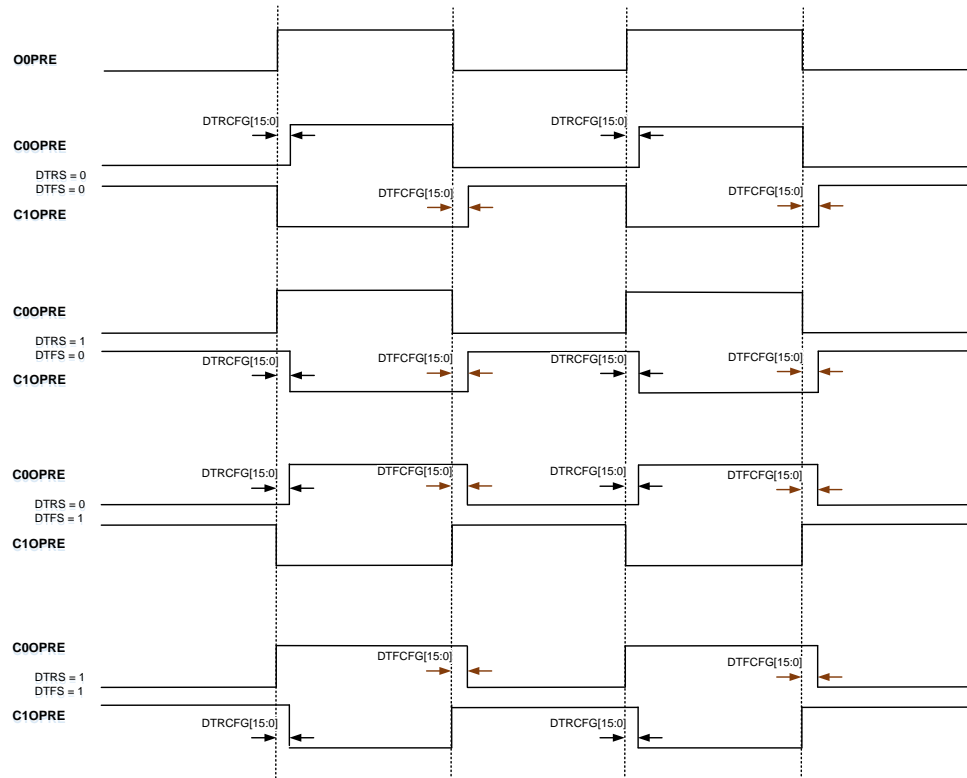 O0PRE
DTRCFG[15:0]
DTRCFG[15:0]
C0OPRE
DTRS = 0
DTFS = 0
DTFCFG[15:0]
DTFCFG[15:0]
C1OPRE
C0OPRE
DTRS = 1
DTFS = 0
DTRCFG[15:0]
DTFCFG[15:0]
DTRCFG[15:0]
DTFCFG[15:0]
C1OPRE
C0OPRE
DTRCFG[15:0]
DTFCFG[15:0]
DTRCFG[15:0]
DTFCFG[15:0]
DTRS = 0
DTFS = 1
C1OPRE
C0OPRE
DTFCFG[15:0]
DTFCFG[15:0]
DTRS = 1
DTFS = 1
C1OPRE
DTRCFG[15:0]
DTRCFG[15:0]